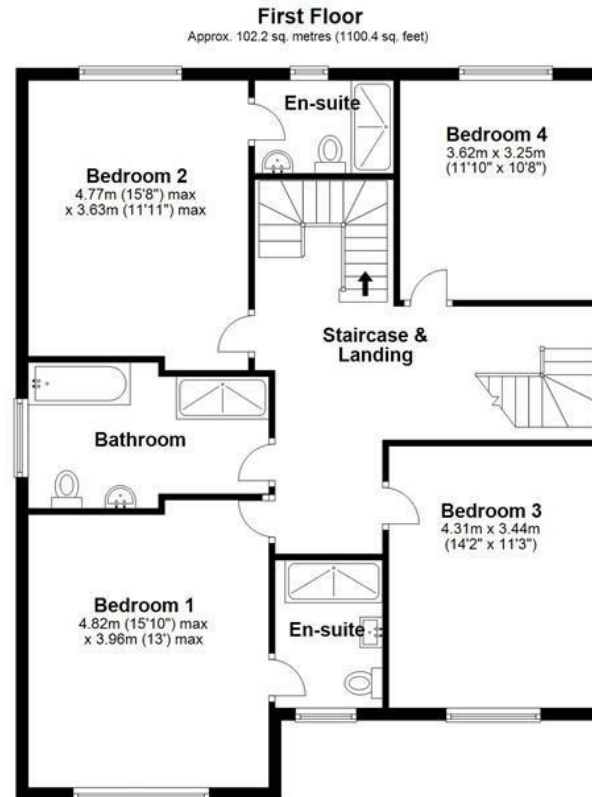 First Floor
Approx. 102.2 sq. metres (1100.4 sq. feet)
En-suite
Bedroom 4
3.62m x 3.25m
(11'10" x 10'8")
Bedroom 2
4.77m (15'8") max
x 3.63m (11'11") max
Staircase &
Landing
Bathroom
Bedroom 3
4.31m x 3.44m
(14'2" x 11'3")
Bedroom 1
4.82m (15'10") max
x 3.96m (13') max
En-suite